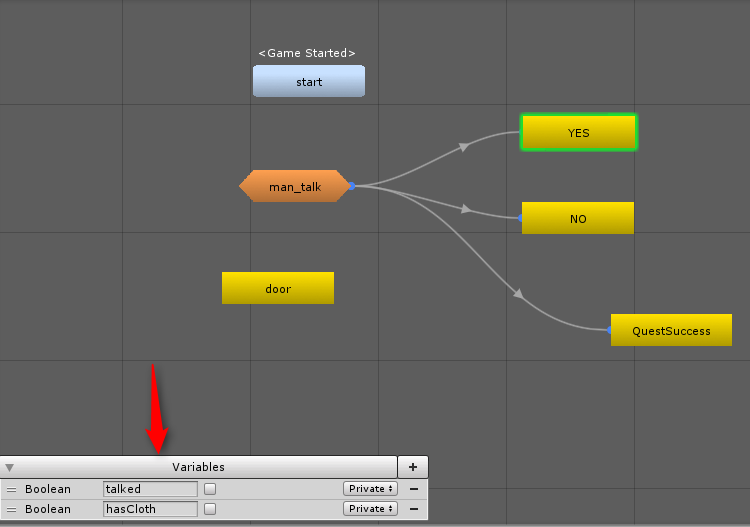 <Game Started>
start
YES
man_talk
NO
door
QuestSuccess
Variables +
Boolean talked Private −
Boolean hasCloth Private −